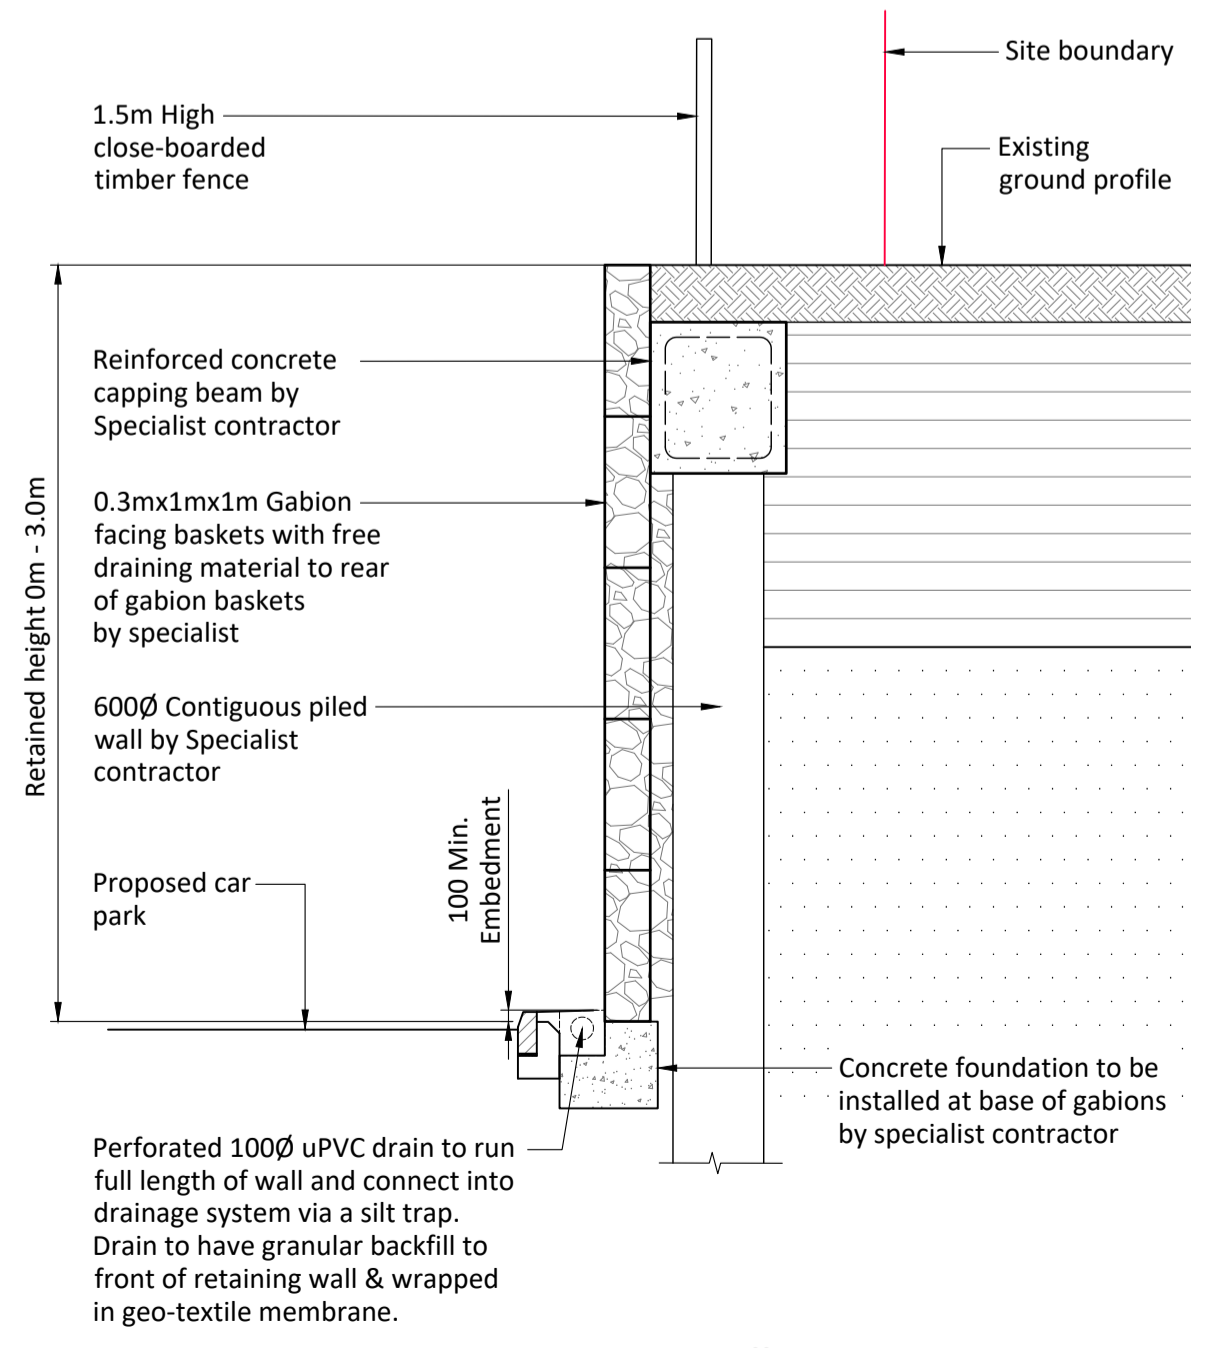 Site boundary
1.5m High
close-boarded
timber fence
Existing
ground profile
Reinforced concrete
capping beam by
Specialist contractor
0.3mx1mx1m Gabion
facing baskets with free
draining material to rear
of gabion baskets
by specialist
Retained height 0m - 3.0m
600Ø Contiguous piled
wall by Specialist
contractor
100 Min.
Embedment
Proposed car
park
Concrete foundation to be
installed at base of gabions
by specialist contractor
Perforated 100Ø uPVC drain to run
full length of wall and connect into
drainage system via a silt trap.
Drain to have granular backfill to
front of retaining wall & wrapped
in geo-textile membrane.